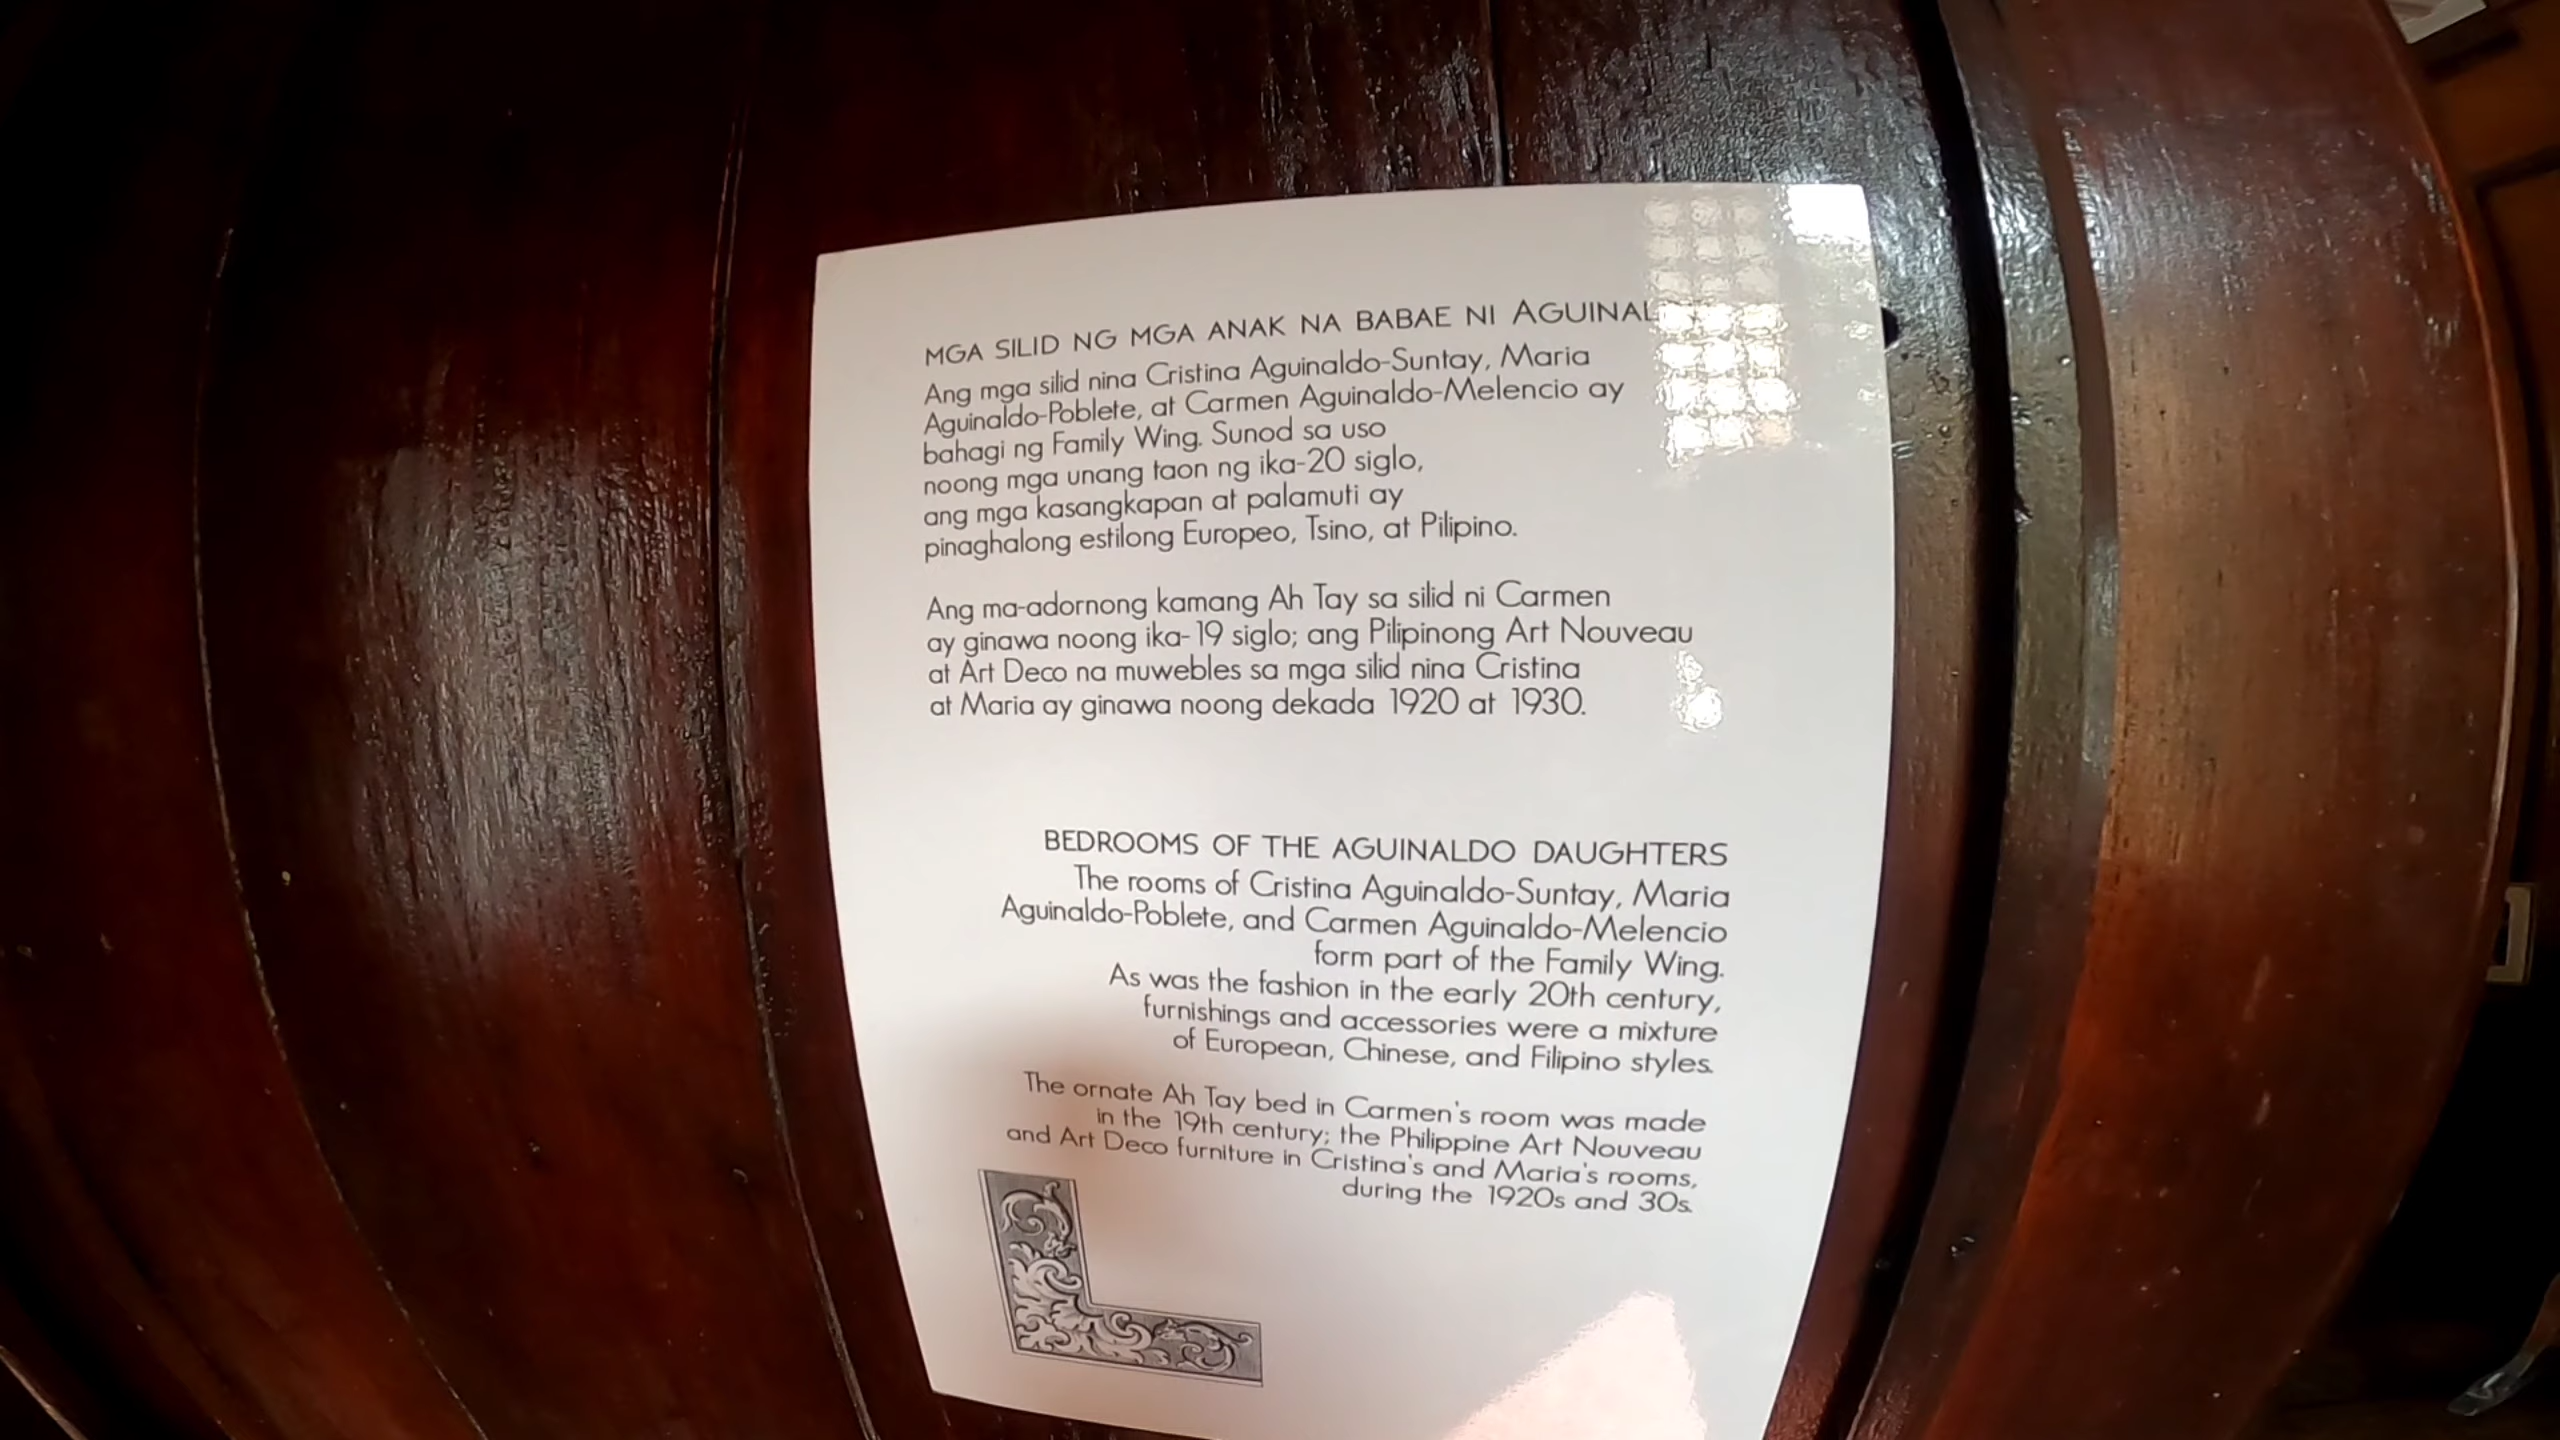 MGA SILID NG MGA ANAK NA BABAE NI
Ang mga silid nina Cristina Aguinaldo-Suntay, Maria
Aguinaldo-Poblete, at Carmen Aguinaldo-Melencio ay
bahagi ng Family Wing. Sunod sa uso
noong mga unang taon ng ika-20 siglo,
ang mga kasangkapan at palamuti ay
pinaghalong estilong Europeo, Tsino, at Pilipino.
Ang ma-adornong kamang Ah Tay sa silid ni Carmen
ay ginawa noong ika-19 siglo; ang Pilipinong Art Nouveau
at Art Deco na muwebles sa mga silid nina Cristina
at Maria ay ginawa noong dekada 1920 at 1930.
BEDROOMS OF THE AGUINALDO DAUGHTERS
The rooms of Cristina Aguinaldo-Suntay, Maria
Aguinaldo-Poblete, and Carmen Aguinaldo-Melencio
form part of the Family Wing.
As was the fashion in the early 20th century,
furnishings and accessories were a mixture
of European, Chinese, and Filipino styles.
The ornate Ah Tay bed in Carmen's room was made
in the 19th century; the Philippine Art Nouveau
and Art Deco furniture in Cristina's and Maria's rooms,
during the 1920s and 30s.